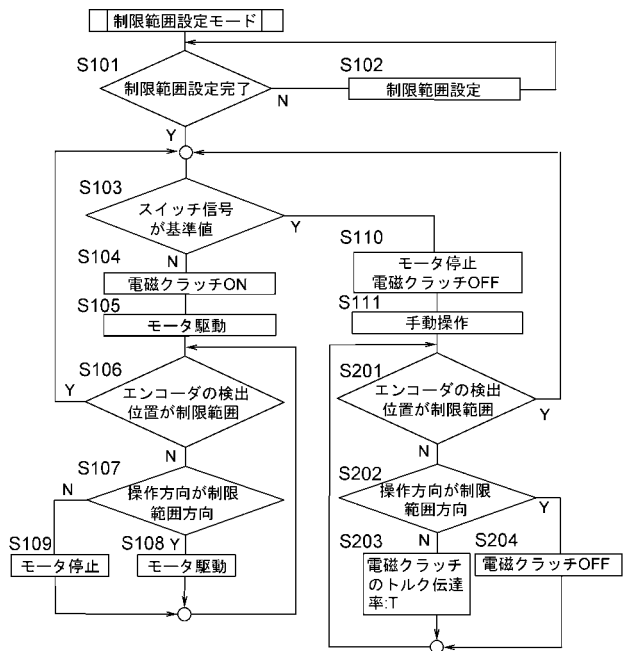 制限範囲設定モード
S101
制限範囲設定完了
N
Y
S102
制限範囲設定
S103
スイッチ信号
が基準値
Y
N
S104
電磁クラッチON
S105
モータ駆動
S106
エンコーダの検出
位置が制限範囲
Y
N
S107
操作方向が制限
範囲方向
N
Y
S109
モータ停止
S108
モータ駆動
S110
モータ停止
電磁クラッチOFF
S111
手動操作
S201
エンコーダの検出
位置が制限範囲
Y
N
S202
操作方向が制限
範囲方向
Y
N
S203
電磁クラッチ
のトルク伝達
率:T
S204
電磁クラッチOFF